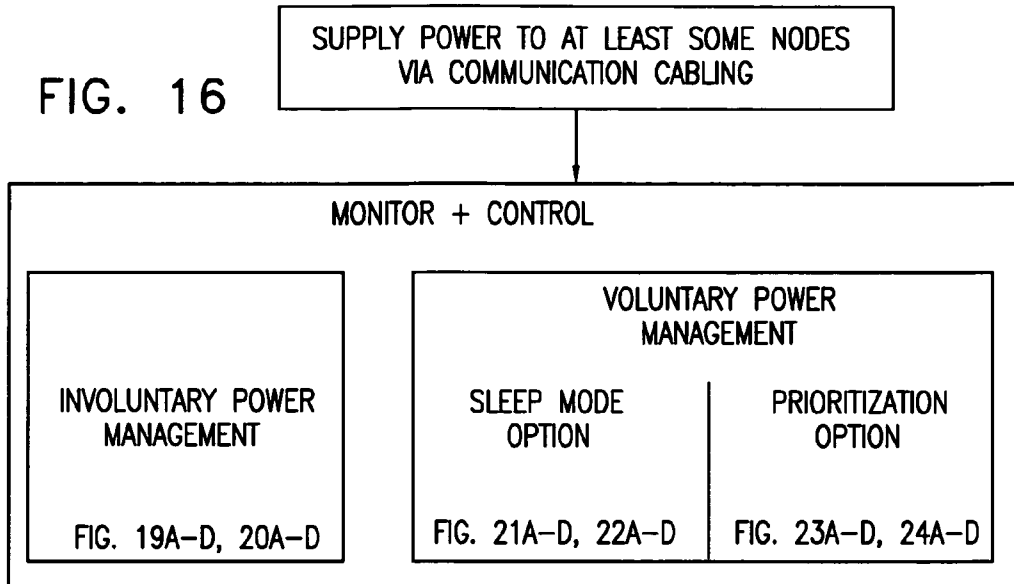 SUPPLY POWER TO AT LEAST SOME NODES
VIA COMMUNICATION CABLING
FIG. 16
MONITOR + CONTROL
INVOLUNTARY POWER
MANAGEMENT
FIG. 19A-D, 20A-D
VOLUNTARY POWER
MANAGEMENT
SLEEP MODE
OPTION
FIG. 21A-D, 22A-D
PRIORITIZATION
OPTION
FIG. 23A-D, 24A-D